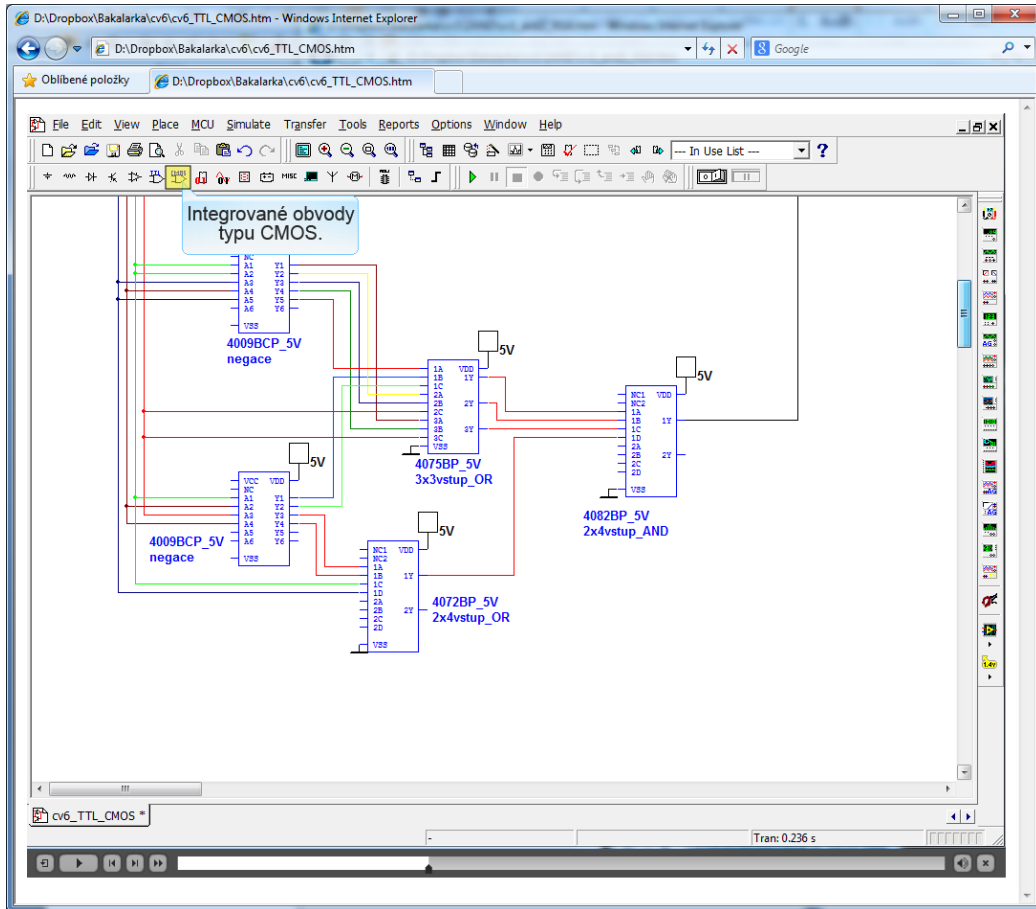 D:\Dropbox\Bakalarka\cv6\cv6_TTL_CMOS.htm - Windows Internet Explorer
D:\Dropbox\Bakalarka\cv6\cv6_TTL_CMOS.htm
Google
Oblíbené položky
D:\Dropbox\Bakalarka\cv6\cv6_TTL_CMOS.htm
File Edit View Place MCU Simulate Transfer Tools Reports Options Window Help
--- In Use List ---
MISC
Integrované obvody
typu CMOS.
NC
A1 Y1
A2 Y2
A3 Y3
A4 Y4
A5 Y5
A6 Y6
VSS
4009BCP_5V
negace
5V
1A VDD
1B 1Y
1C
2A
2B 2Y
2C
3A
3B 3Y
3C
VSS
4075BP_5V
3x3vstup_OR
5V
NC1 VDD
NC2
1A
1B 1Y
1C
1D
2A
2B 2Y
2C
2D
VSS
4082BP_5V
2x4vstup_AND
5V
VCC VDD
NC
A1 Y1
A2 Y2
A3 Y3
A4 Y4
A5 Y5
A6 Y6
VSS
4009BCP_5V
negace
5V
NC1 VDD
NC2
1A
1B 1Y
1C
1D
2A
2B 2Y
2C
2D
VSS
4072BP_5V
2x4vstup_OR
cv6_TTL_CMOS *
-
Tran: 0.236 s